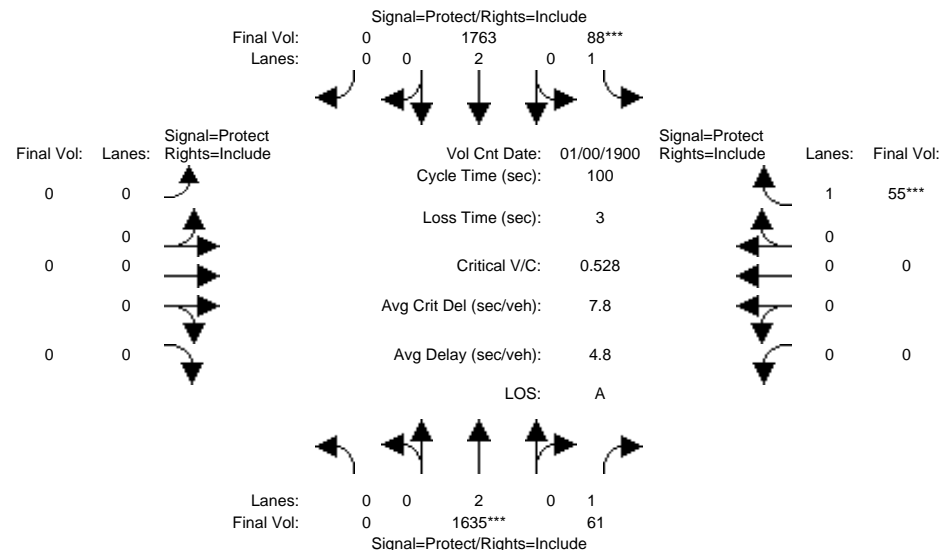 Signal=Protect/Rights=Include
Final Vol: 0 1763 88***
Lanes: 0 0 2 0 1
Signal=Protect Signal=Protect
Final Vol: Lanes: Rights=Include Vol Cnt Date: 01/00/1900 Rights=Include Lanes: Final Vol:
Cycle Time (sec): 100
0 0 1 55***
Loss Time (sec): 3
0 0
0 0 Critical V/C: 0.528 0 0
0 Avg Crit Del (sec/veh): 7.8 0
0 0 Avg Delay (sec/veh): 4.8 0 0
LOS: A
Lanes: 0 0 2 0 1
Final Vol: 0 1635*** 61
Signal=Protect/Rights=Include